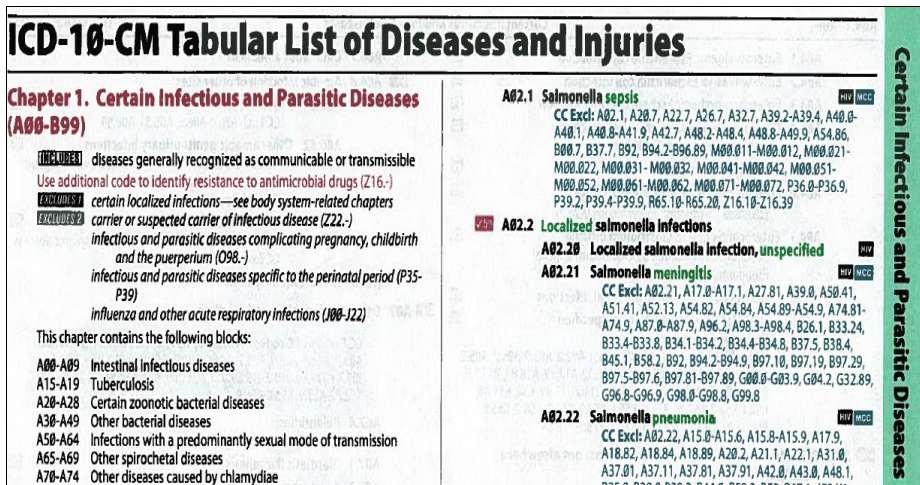 ICD-10-CM Tabular List of Diseases and Injuries
Chapter 1. Certain Infectious and Parasitic Diseases
(A00-B99)
INCLUDES diseases generally recognized as communicable or transmissible
Use additional code to identify resistance to antimicrobial drugs (Z16.-)
EXCLUDES 1 certain localized infections—see body system-related chapters
EXCLUDES 2 carrier or suspected carrier of infectious disease (Z22.-)
infectious and parasitic diseases complicating pregnancy, childbirth
and the puerperium (O98.-)
infectious and parasitic diseases specific to the perinatal period (P35-
P39)
influenza and other acute respiratory infections (J00-J22)
This chapter contains the following blocks:
A00-A09 Intestinal infectious diseases
A15-A19 Tuberculosis
A20-A28 Certain zoonotic bacterial diseases
A30-A49 Other bacterial diseases
A50-A64 Infections with a predominantly sexual mode of transmission
A65-A69 Other spirochetal diseases
A70-A74 Other diseases caused by chlamydiae
A02.1 Salmonella sepsis HIV MCC
CC Excl: A02.1, A20.7, A22.7, A26.7, A32.7, A39.2-A39.4, A40.0-
A40.1, A40.8-A41.9, A42.7, A48.2-A48.4, A48.8-A49.9, A54.86,
B00.7, B37.7, B92, B94.2-B96.89, M00.011-M00.012, M00.021-
M00.022, M00.031- M00.032, M00.041-M00.042, M00.051-
M00.052, M00.061-M00.062, M00.071-M00.072, P36.0-P36.9,
P39.2, P39.4-P39.9, R65.10-R65.20, Z16.10-Z16.39
A02.2 Localized salmonella infections
A02.20 Localized salmonella infection, unspecified HIV
A02.21 Salmonella meningitis HIV MCC
CC Excl: A02.21, A17.0-A17.1, A27.81, A39.0, A50.41,
A51.41, A52.13, A54.82, A54.84, A54.89-A54.9, A74.81-
A74.9, A87.0-A87.9, A96.2, A98.3-A98.4, B26.1, B33.24,
B33.4-B33.8, B34.1-B34.2, B34.4-B34.8, B37.5, B38.4,
B45.1, B58.2, B92, B94.2-B94.9, B97.10, B97.19, B97.29,
B97.5-B97.6, B97.81-B97.89, G00.0-G03.9, G04.2, G32.89,
G96.8-G96.9, G98.0-G98.8, G99.8
A02.22 Salmonella pneumonia HIV MCC
CC Excl: A02.22, A15.0-A15.6, A15.8-A15.9, A17.9,
A18.82, A18.84, A18.89, A20.2, A21.1, A22.1, A31.0,
A37.01, A37.11, A37.81, A37.91, A42.0, A43.0, A48.1,
Certain Infectious and Parasitic Diseases